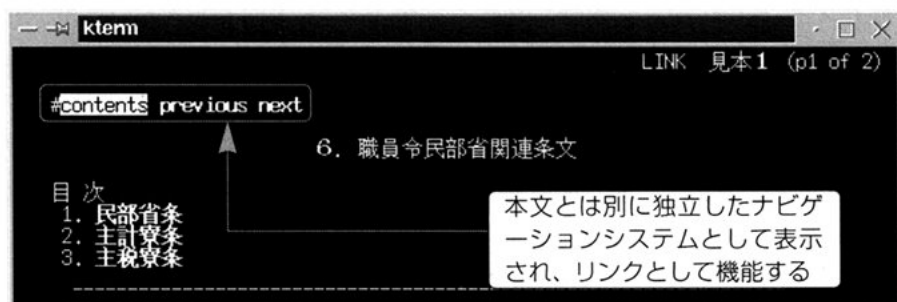 kterm
LINK 見本1 (p1 of 2)
#contents previous next
6. 職員令民部省関連条文
目 次
1. 民部省条
2. 主計寮条
3. 主税寮条
本文とは別に独立したナビゲ
ーションシステムとして表示
され、リンクとして機能する